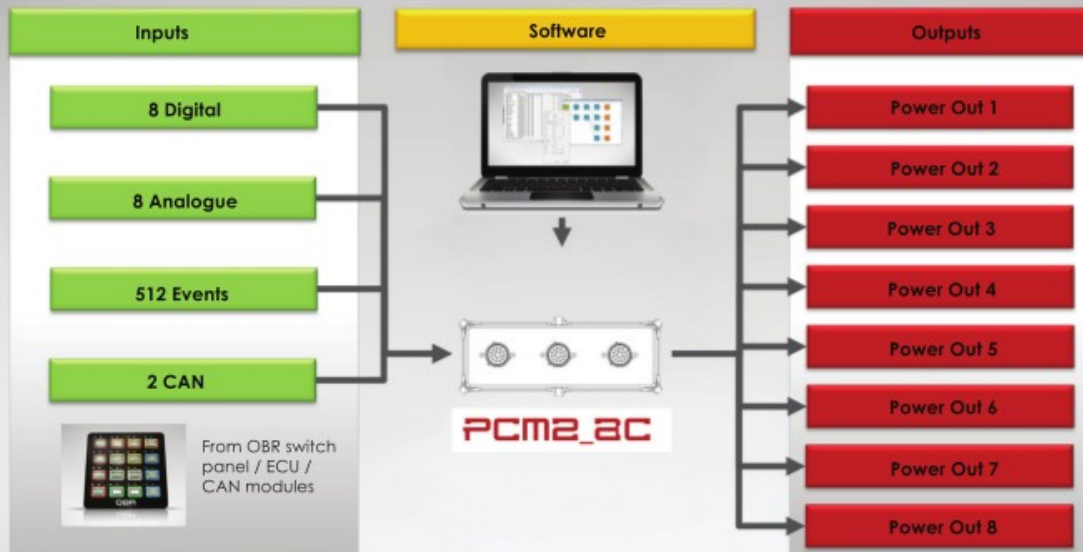 Inputs
Software
Outputs
8 Digital
8 Analogue
512 Events
2 CAN
From OBR switch
panel / ECU /
CAN modules
OBR
PCM2_8C
Power Out 1
Power Out 2
Power Out 3
Power Out 4
Power Out 5
Power Out 6
Power Out 7
Power Out 8